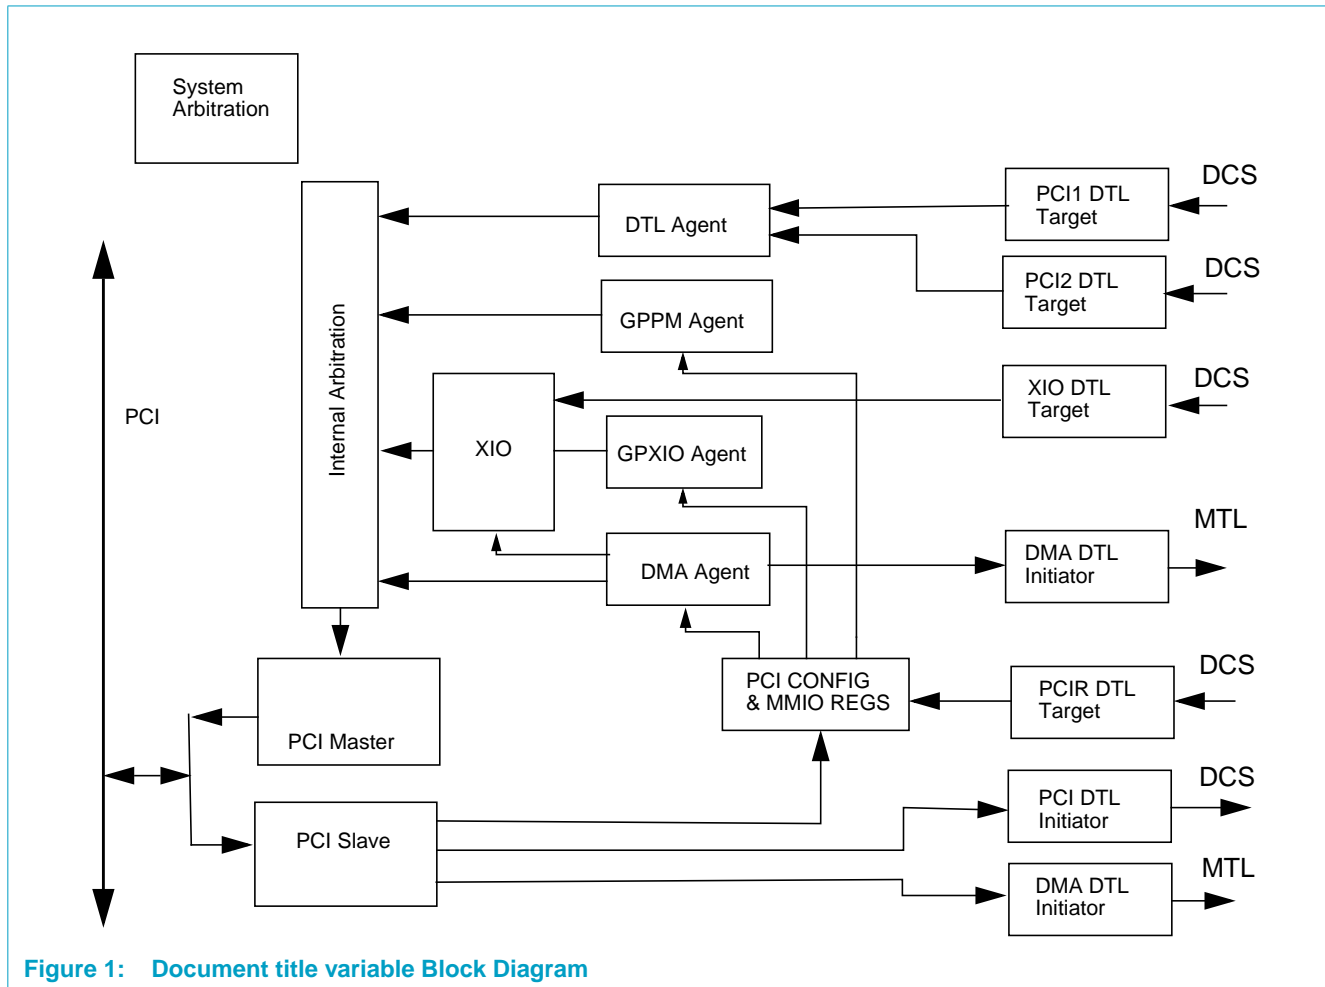 System
Arbitration
DCS
PCI1 DTL
Target
DTL Agent
DCS
PCI2 DTL
Target
GPPM Agent
Internal Arbitration
DCS
XIO DTL
Target
PCI
XIO
GPXIO Agent
MTL
DMA DTL
Initiator
DMA Agent
DCS
PCI CONFIG
& MMIO REGS
PCIR DTL
Target
PCI Master
DCS
PCI DTL
Initiator
PCI Slave
MTL
DMA DTL
Initiator
Figure 1: Document title variable Block Diagram